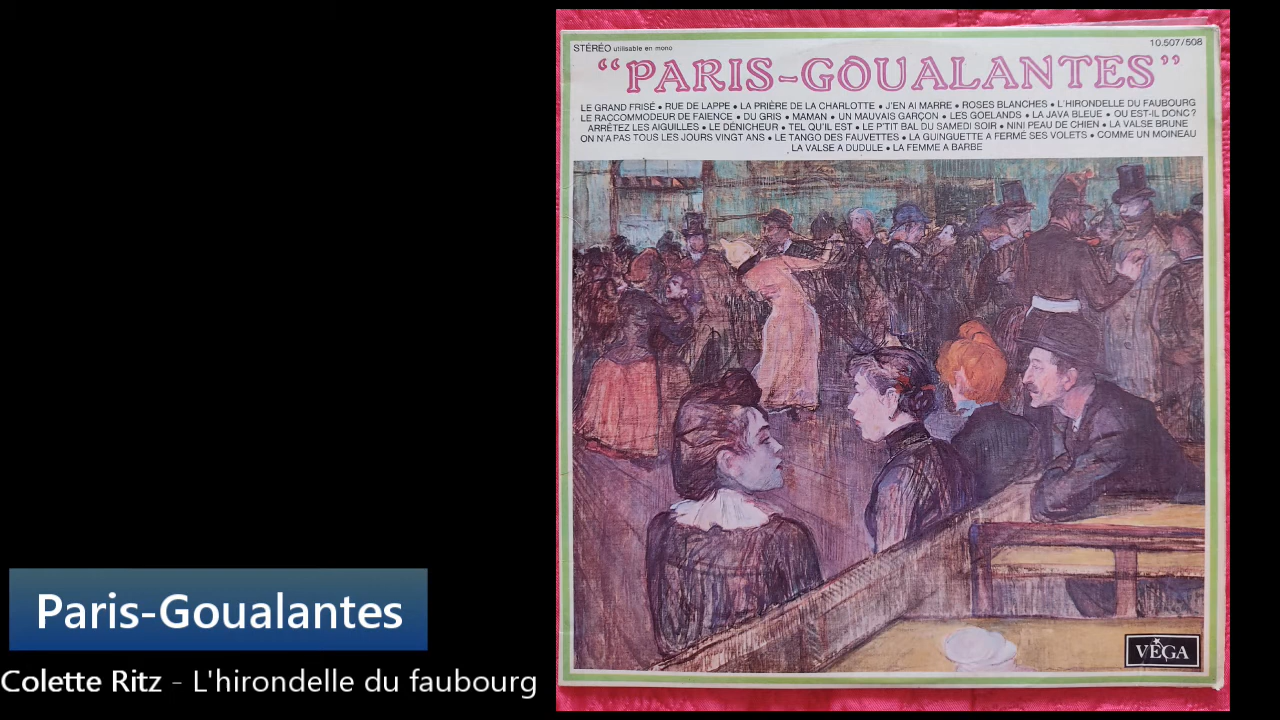 STÉRÉO utilisable en mono
10.507/508
“PARIS-GOUALANTES”
LE GRAND FRISÉ • RUE DE LAPPE • LA PRIÈRE DE LA CHARLOTTE • J'EN AI MARRE • ROSES BLANCHES • L'HIRONDELLE DU FAUBOURG
LE RACCOMMODEUR DE FAIENCE • DU GRIS • MAMAN • UN MAUVAIS GARÇON • LES GOELANDS • LA JAVA BLEUE • OU EST-IL DONC ?
ARRÊTEZ LES AIGUILLES • LE DÉNICHEUR • TEL QU'IL EST • LE P'TIT BAL DU SAMEDI SOIR • NINI PEAU DE CHIEN • LA VALSE BRUNE
ON N'A PAS TOUS LES JOURS VINGT ANS • LE TANGO DES FAUVETTES • LA GUINGUETTE A FERMÉ SES VOLETS • COMME UN MOINEAU
LA VALSE A DUDULE • LA FEMME A BARBE
VÉGA
Paris-Goualantes
Colette Ritz - L'hirondelle du faubourg